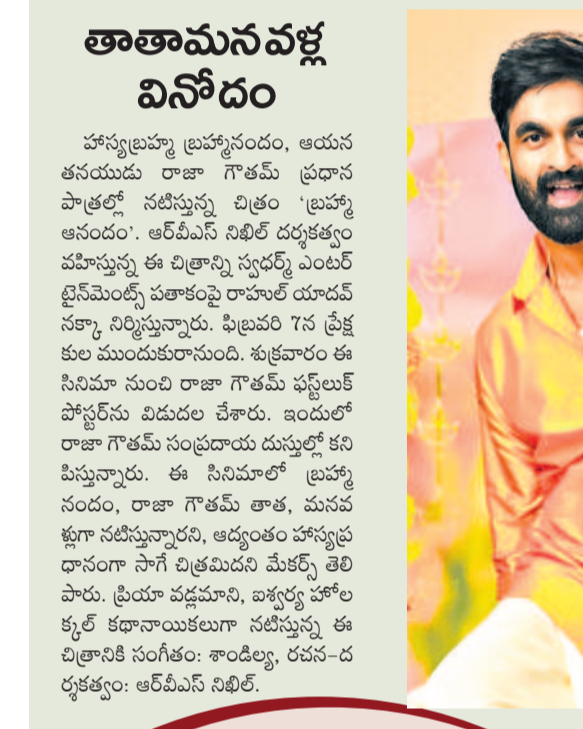 తాతామనవళ్ల
వినోదం
హాస్యబ్రహ్మ బ్రహ్మానందం, ఆయన
తనయుడు రాజా గౌతమ్ ప్రధాన
పాత్రల్లో నటిస్తున్న చిత్రం ‘బ్రహ్మా
ఆనందం’. ఆర్‌వీఎస్ నిఖిల్ దర్శకత్వం
వహిస్తున్న ఈ చిత్రాన్ని స్వధర్మ్ ఎంటర్
టైన్‌మెంట్స్ పతాకంపై రాహుల్ యాదవ్
నక్కా నిర్మిస్తున్నారు. ఫిబ్రవరి 7న ప్రేక్ష
కుల ముందుకురానుంది. శుక్రవారం ఈ
సినిమా నుంచి రాజా గౌతమ్ ఫస్ట్‌లుక్
పోస్టర్‌ను విడుదల చేశారు. ఇందులో
రాజా గౌతమ్ సంప్రదాయ దుస్తుల్లో కని
పిస్తున్నారు. ఈ సినిమాలో బ్రహ్మా
నందం, రాజా గౌతమ్ తాత, మనవ
ళ్లుగా నటిస్తున్నారని, ఆద్యంతం హాస్యప్ర
ధానంగా సాగే చిత్రమిదని మేకర్స్ తెలి
పారు. ప్రియా వడ్లమాని, ఐశ్వర్య హోల
క్కల్ కథానాయికలుగా నటిస్తున్న ఈ
చిత్రానికి సంగీతం: శాండిల్య, రచన-ద
ర్శకత్వం: ఆర్‌వీఎస్ నిఖిల్.